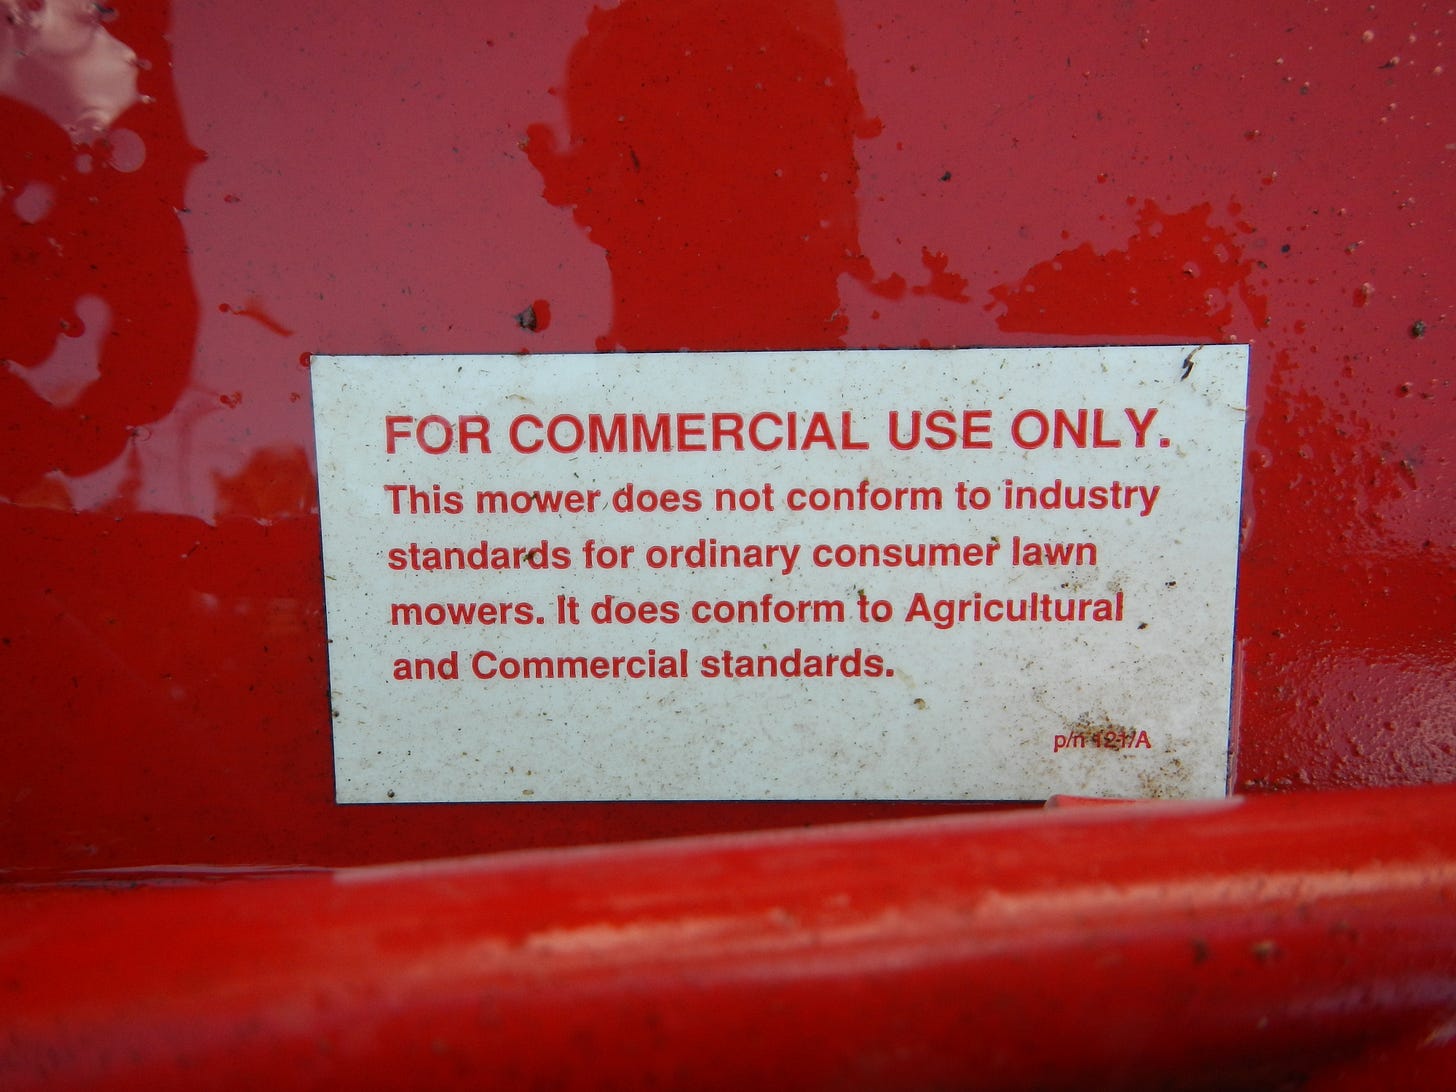 FOR COMMERCIAL USE ONLY.
This mower does not conform to industry
standards for ordinary consumer lawn
mowers. It does conform to Agricultural
and Commercial standards.
p/n